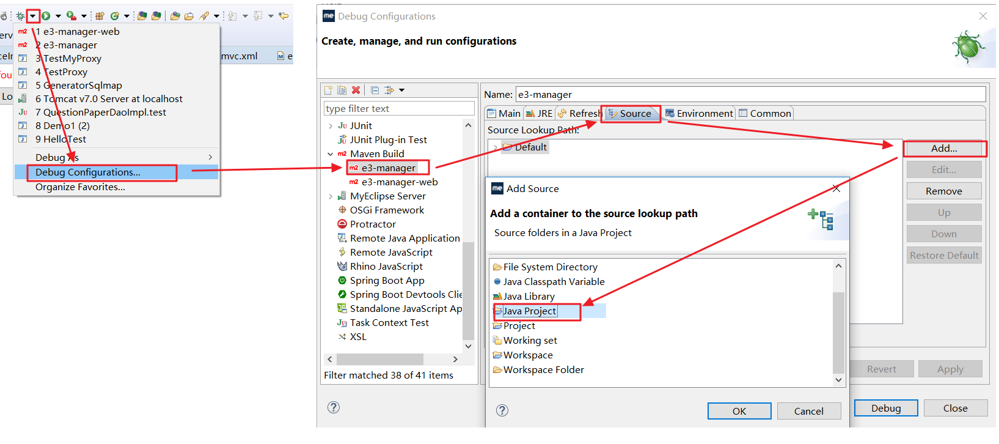 1 e3-manager-web
2 e3-manager
3 TestMyProxy
4 TestProxy
5 GeneratorSqlmap
6 Tomcat v7.0 Server at localhost
7 QuestionPaperDaoImpl.test
8 Demo1 (2)
9 HelloTest
Debug As
Debug Configurations...
Organize Favorites...
erv
ceIn
mvc.xml
e
fou
Lo
Debug Configurations
Create, manage, and run configurations
type filter text
JUnit
JUnit Plug-in Test
Maven Build
e3-manager
e3-manager-web
MyEclipse Server
OSGi Framework
Protractor
Remote Java Application
Remote JavaScript
Rhino JavaScript
Spring Boot App
Spring Boot Devtools Clie
Standalone JavaScript Ap
Task Context Test
XSL
Filter matched 38 of 41 items
Name: e3-manager
Main JRE Refresh Source Environment Common
Source Lookup Path:
Default
Add...
Edit...
Remove
Up
Down
Restore Default
Add Source
Add a container to the source lookup path
Source folders in a Java Project
File System Directory
Java Classpath Variable
Java Library
Java Project
Project
Working set
Workspace
Workspace Folder
OK Cancel
Revert Apply
Debug Close